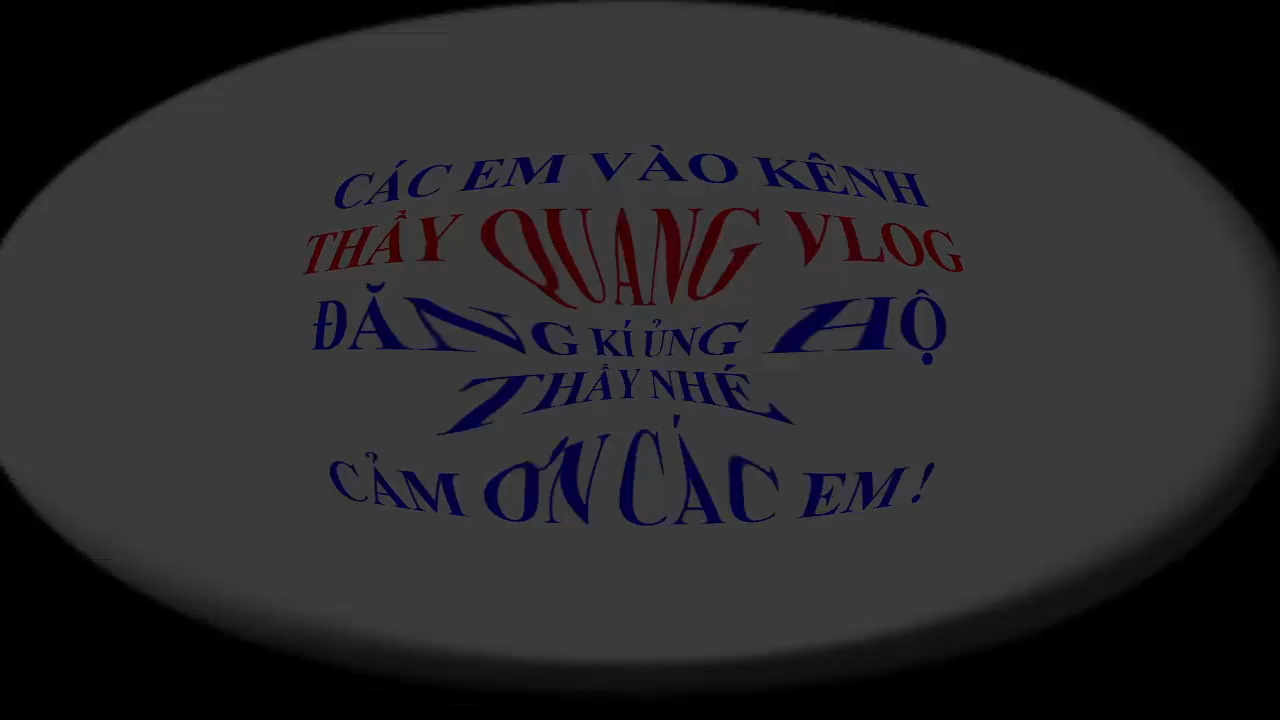 CÁC EM VÀO KÊNH
THẦY QUANG VLOG
ĐĂNG KÍ ỦNG HỘ
THẦY NHÉ
CẢM ƠN CÁC EM !